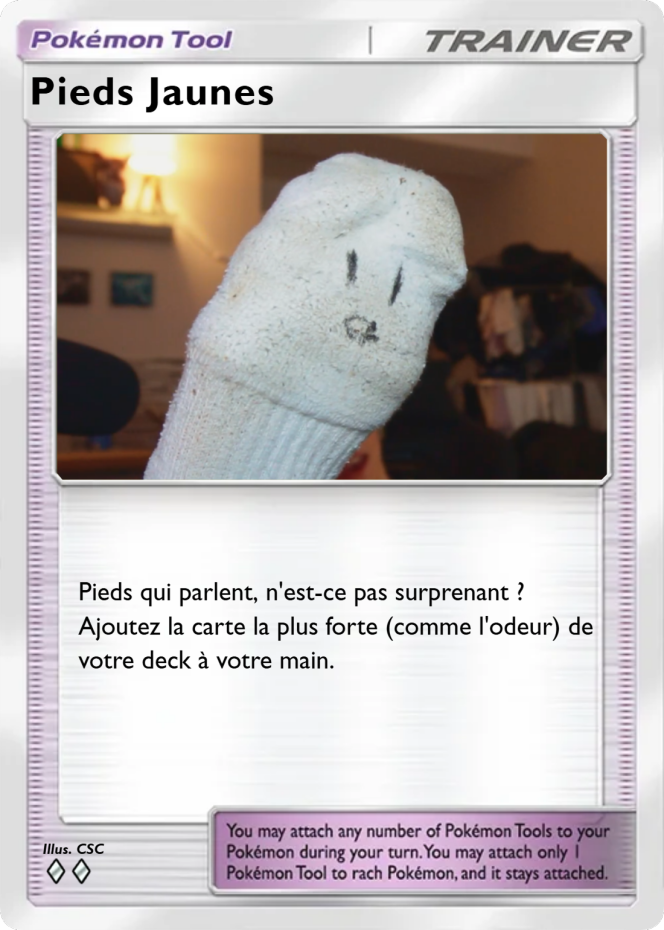 Pokémon Tool
TRAINER
Pieds Jaunes
Pieds qui parlent, n'est-ce pas surprenant ?
Ajoutez la carte la plus forte (comme l'odeur) de
votre deck à votre main.
Illus. CSC
You may attach any number of Pokémon Tools to your
Pokémon during your turn. You may attach only 1
Pokémon Tool to rach Pokémon, and it stays attached.